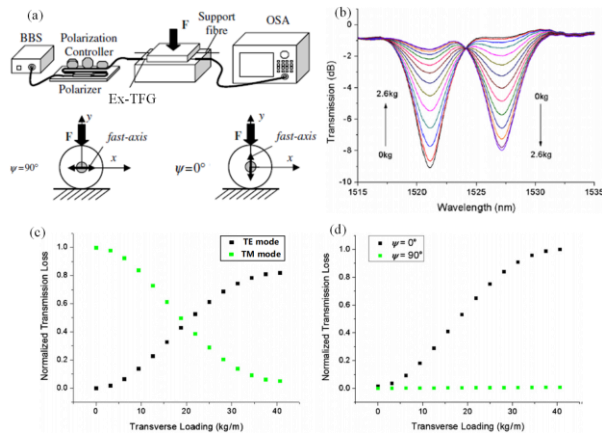 (a)
F
Support
fibre
OSA
BBS
Polarization
Controller
Polarizer
Ex-TFG
F
y
fast-axis
x
ψ=90°
F
y
fast-axis
x
ψ=0°
(b)
0
-2
-4
-6
-8
-10
Transmission (dB)
2.6kg
0kg
0kg
2.6kg
1515
1520
1525
1530
1535
Wavelength (nm)
(c)
TE mode
TM mode
1.0
0.8
0.6
0.4
0.2
0.0
Normalized Transmission Loss
0
10
20
30
40
Transverse Loading (kg/m)
(d)
ψ= 0°
ψ= 90°
1.0
0.8
0.6
0.4
0.2
0.0
Normalized Transmission Loss
0
10
20
30
40
Transverse Loading (kg/m)